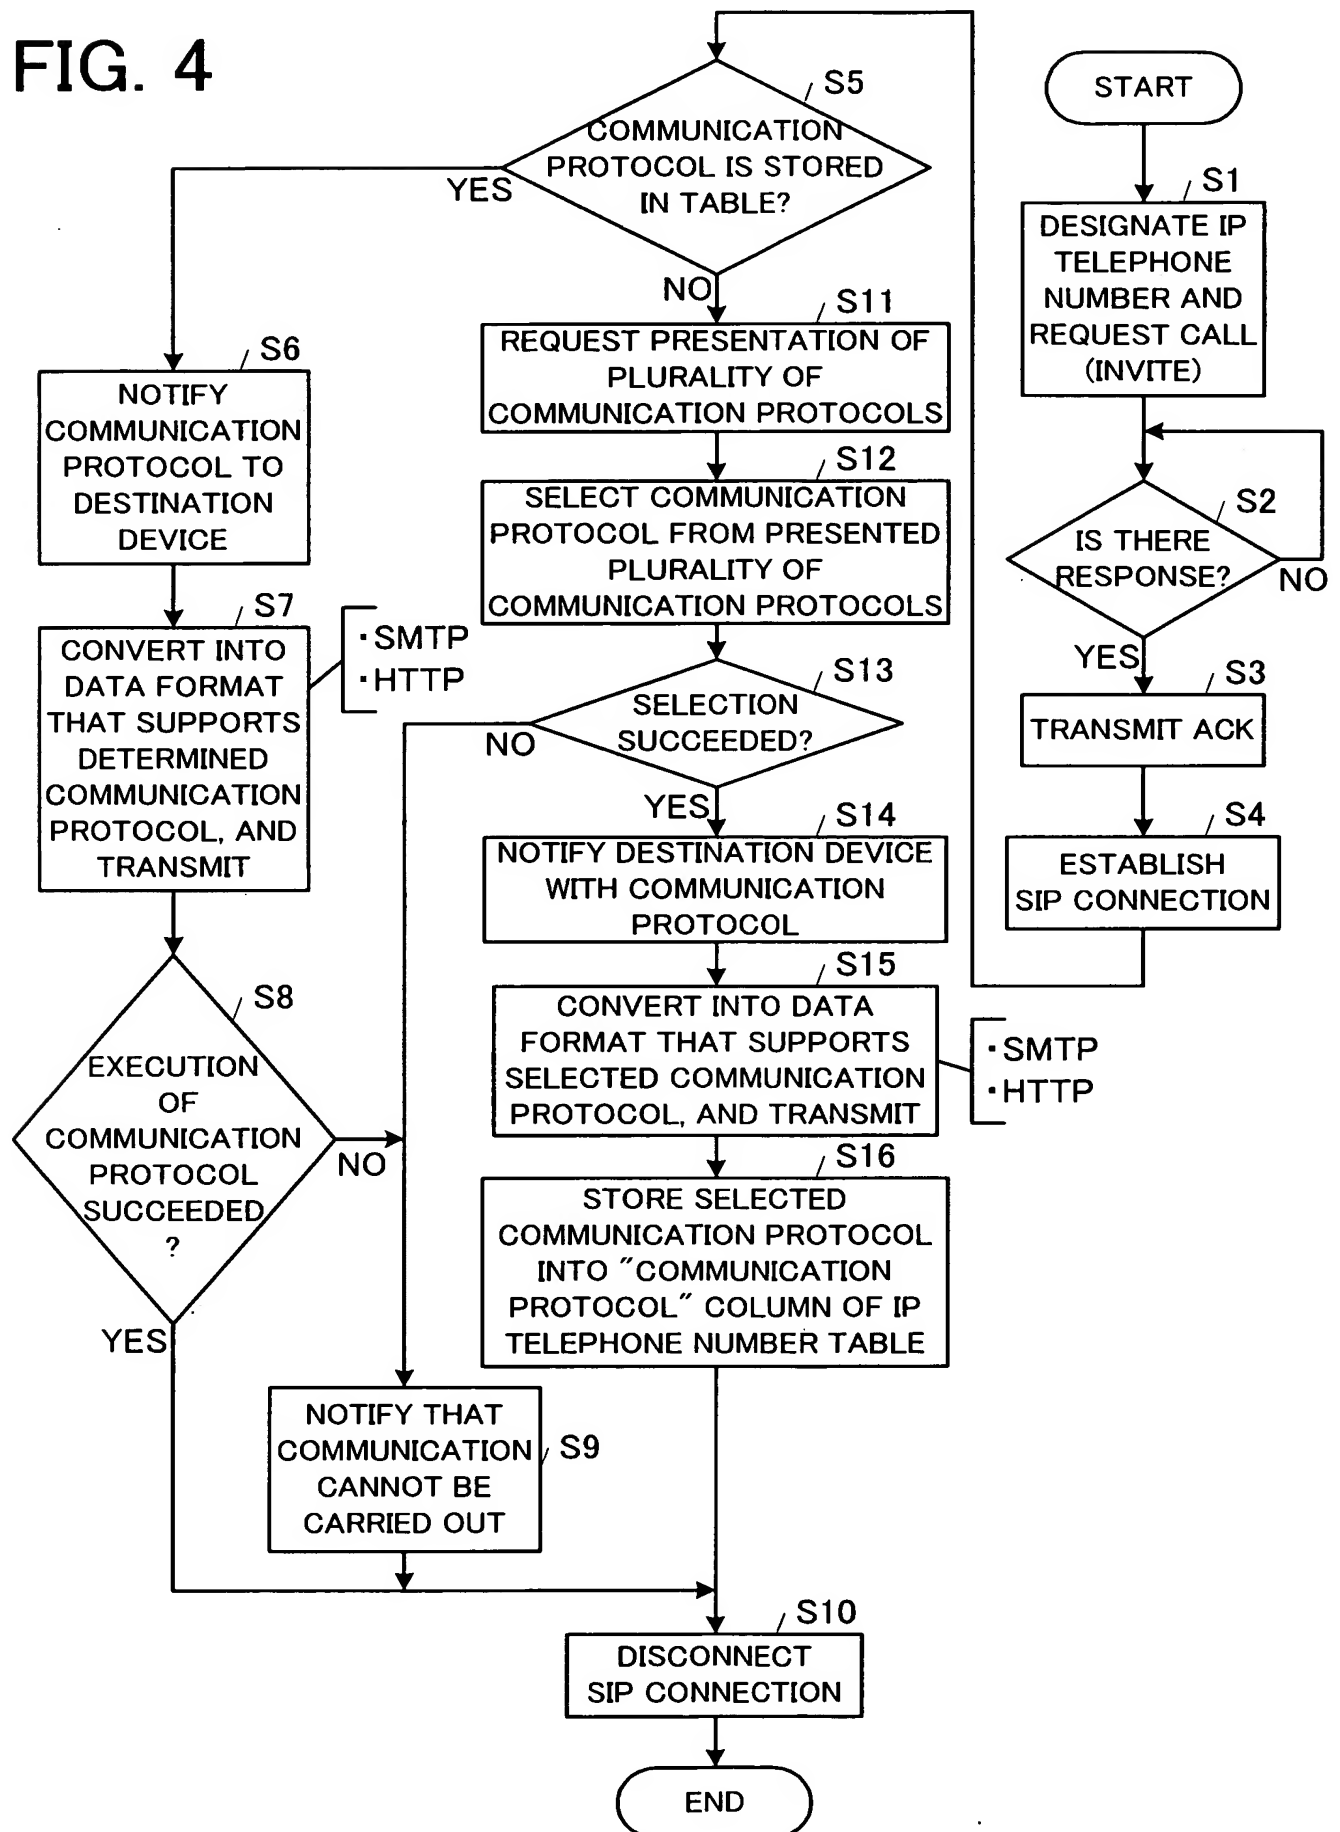 FIG. 4
START
S1
DESIGNATE IP
TELEPHONE
NUMBER AND
REQUEST CALL
(INVITE)
S2
IS THERE
RESPONSE?
NO
YES
S3
TRANSMIT ACK
S4
ESTABLISH
SIP CONNECTION
S5
COMMUNICATION
PROTOCOL IS STORED
IN TABLE?
YES
NO
S6
NOTIFY
COMMUNICATION
PROTOCOL TO
DESTINATION
DEVICE
S7
CONVERT INTO
DATA FORMAT
THAT SUPPORTS
DETERMINED
COMMUNICATION
PROTOCOL, AND
TRANSMIT
・SMTP
・HTTP
S8
EXECUTION
OF
COMMUNICATION
PROTOCOL
SUCCEEDED
?
NO
YES
S9
NOTIFY THAT
COMMUNICATION
CANNOT BE
CARRIED OUT
S11
REQUEST PRESENTATION OF
PLURALITY OF
COMMUNICATION PROTOCOLS
S12
SELECT COMMUNICATION
PROTOCOL FROM PRESENTED
PLURALITY OF
COMMUNICATION PROTOCOLS
S13
SELECTION
SUCCEEDED?
NO
YES
S14
NOTIFY DESTINATION DEVICE
WITH COMMUNICATION
PROTOCOL
S15
CONVERT INTO DATA
FORMAT THAT SUPPORTS
SELECTED COMMUNICATION
PROTOCOL, AND TRANSMIT
・SMTP
・HTTP
S16
STORE SELECTED
COMMUNICATION PROTOCOL
INTO "COMMUNICATION
PROTOCOL" COLUMN OF IP
TELEPHONE NUMBER TABLE
S10
DISCONNECT
SIP CONNECTION
END